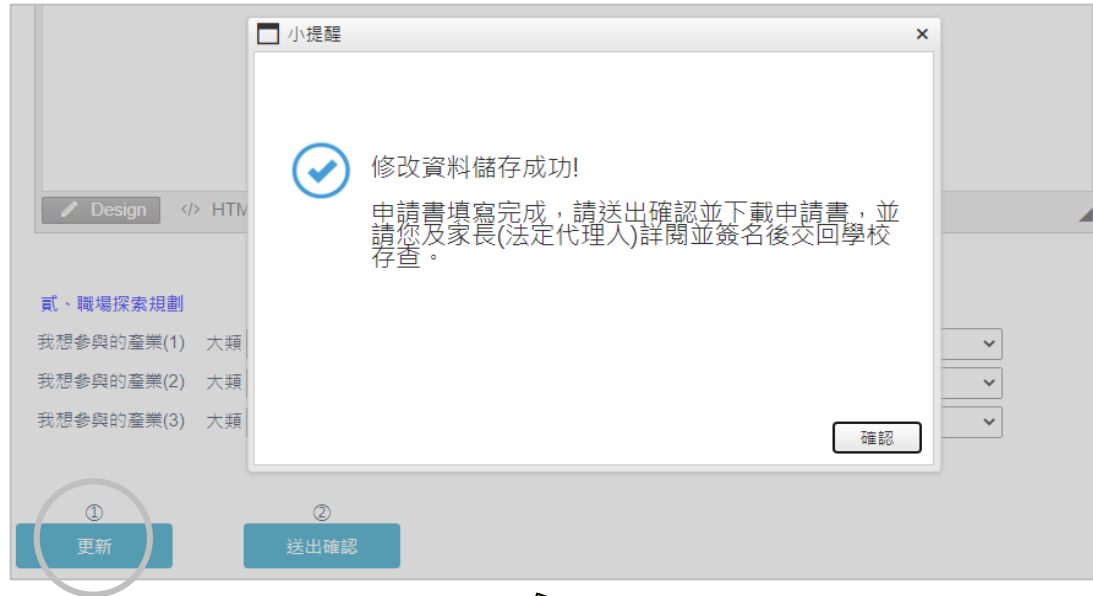 小提醒
×
修改資料儲存成功!
申請書填寫完成，請送出確認並下載申請書，並
請您及家長(法定代理人)詳閱並簽名後交回學校
存查。
確認
Design </> HTM
貳、職場探索規劃
我想參與的產業(1) 大類
我想參與的產業(2) 大類
我想參與的產業(3) 大類
① ②
更新 送出確認